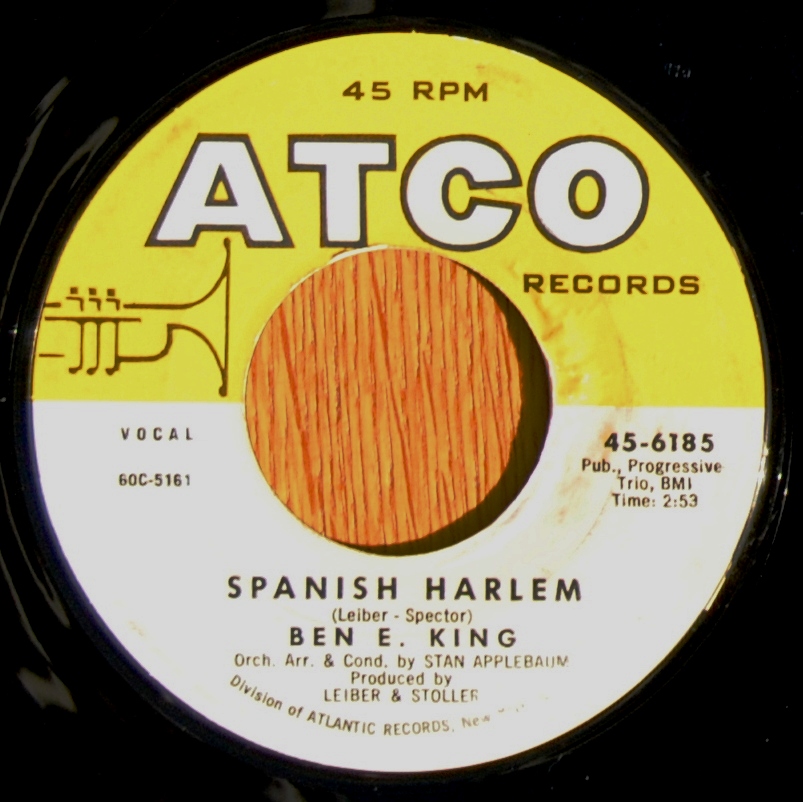 45 RPM
ATCO
RECORDS
VOCAL
60C-5161
45-6185
Pub., Progressive
Trio, BMI
Time: 2:53
SPANISH HARLEM
(Leiber - Spector)
BEN E. KING
Orch. Arr. & Cond. by STAN APPLEBAUM
Produced by
LEIBER & STOLLER
Division of ATLANTIC RECORDS, New